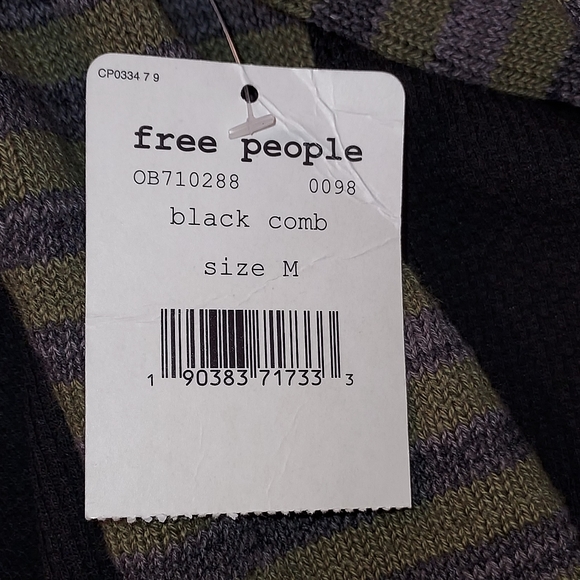 CP0334 7 9
free people
OB710288 0098
black comb
size M
1 90383 71733 3